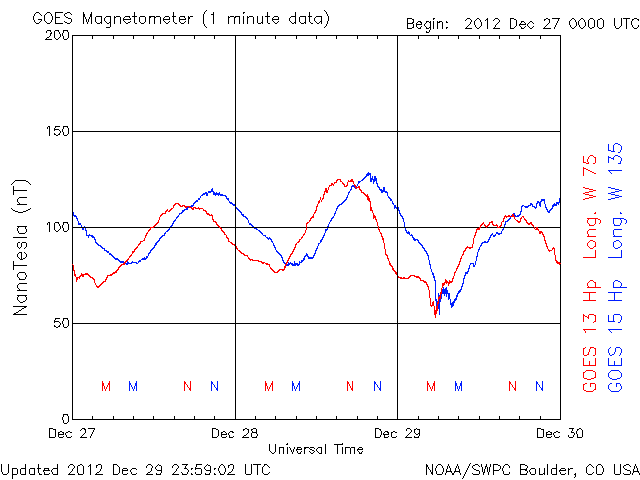 GOES Magnetometer (1 minute data)
Begin: 2012 Dec 27 0000 UTC
200
150
100
50
0
NanoTesla (nT)
M M N N M M N N M M N N
Dec 27 Dec 28 Dec 29 Dec 30
Universal Time
GOES 13 Hp Long. W 75
GOES 15 Hp Long. W 135
Updated 2012 Dec 29 23:59:02 UTC
NOAA/SWPC Boulder, CO USA